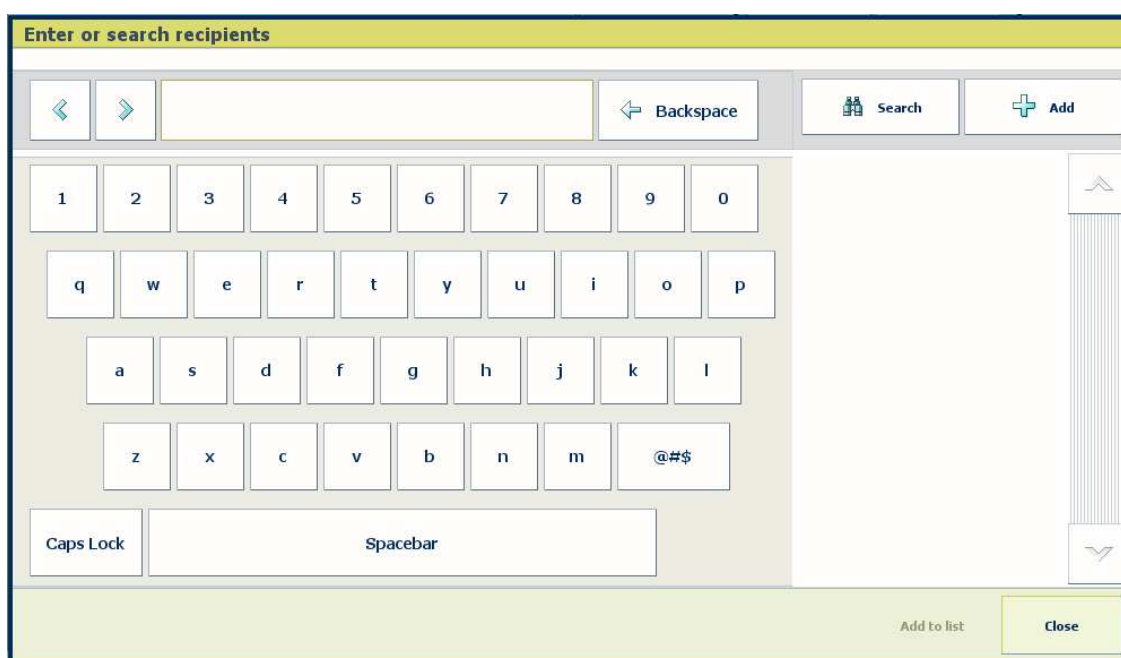 Enter or search recipients
Backspace Search Add
1 2 3 4 5 6 7 8 9 0
q w e r t y u i o p
a s d f g h j k l
z x c v b n m @#$
Caps Lock Spacebar
Add to list Close